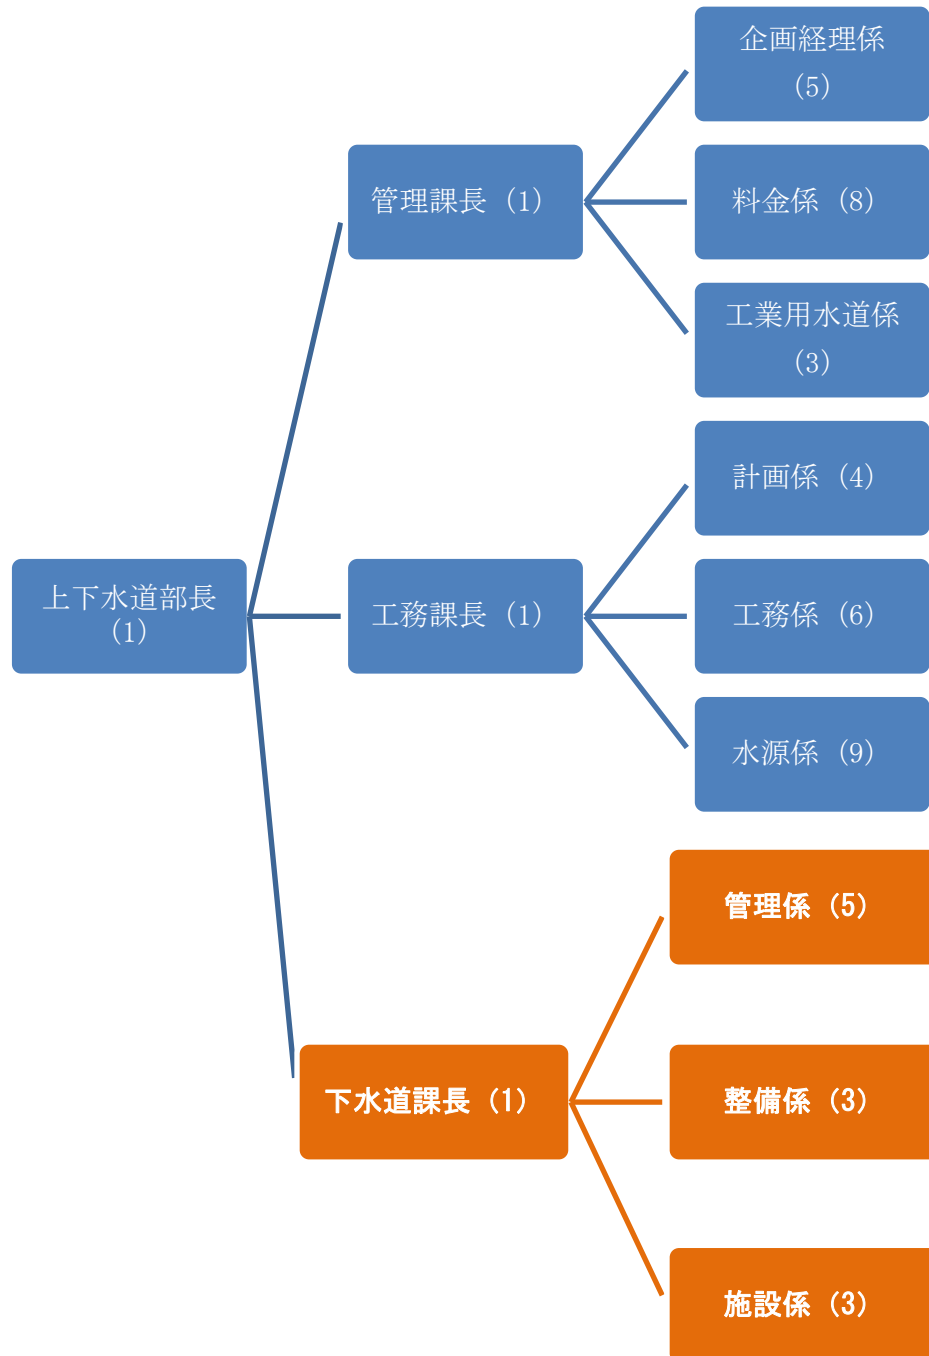 企画経理係
（5）
管理課長（1）
料金係（8）
工業用水道係
（3）
計画係（4）
上下水道部長
（1）
工務課長（1）
工務係（6）
水源係（9）
管理係（5）
下水道課長（1）
整備係（3）
施設係（3）